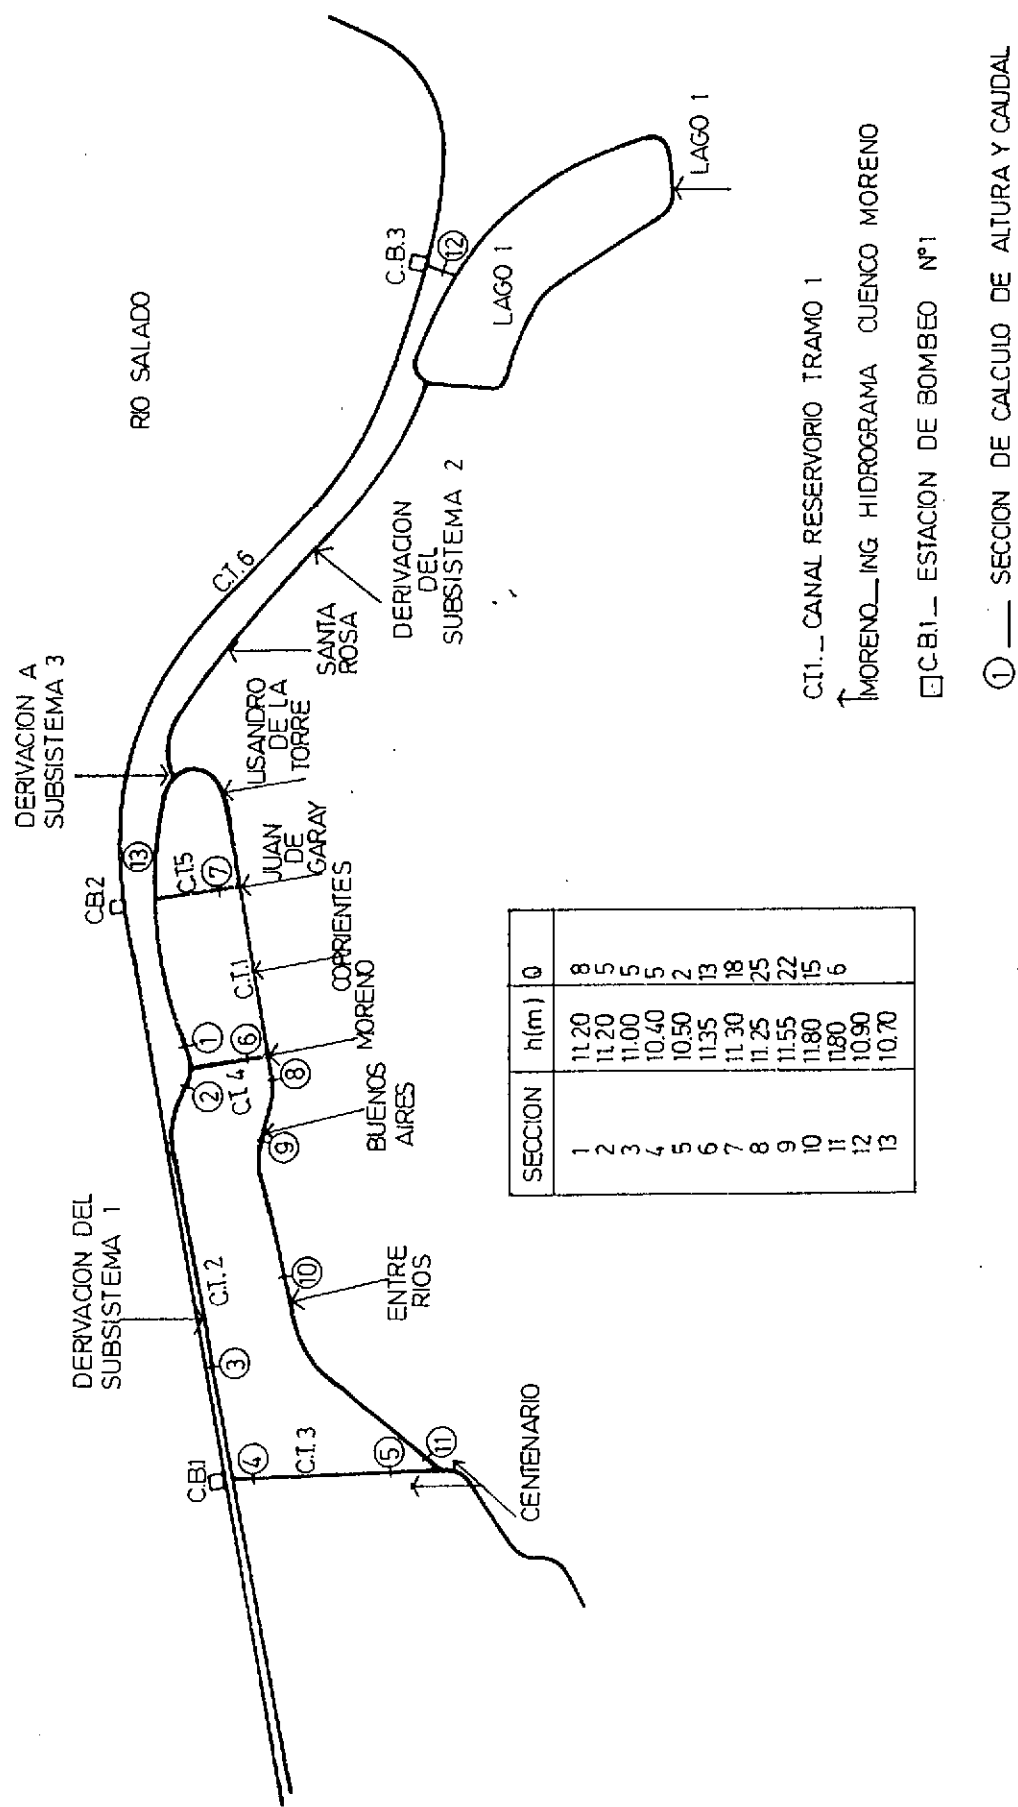 RIO SALADO
DERIVACION A
SUBSISTEMA 3
C.B.3
12
LAGO 1
LAGO 1
C.I.6
DERIVACION
DEL
SUBSISTEMA 2
SANTA
ROSA
LISANDRO
DE LA
TORRE
JUAN
DE
GARAY
C.B.2
13
C.I.5
7
C.I.1
CORRIENTES
MORENO
1
6
2
C.I.4
8
BUENOS
AIRES
9
DERIVACION DEL
SUBSISTEMA 1
C.I.2
3
10
ENTRE
RIOS
C.B.1
4
C.I.3
5
11
CENTENARIO
SECCION h(m) Q
1 11.20 8
2 11.20 5
3 11.00 5
4 10.40 5
5 10.50 2
6 11.35 13
7 11.30 18
8 11.25 25
9 11.55 22
10 11.80 15
11 11.80 6
12 10.90
13 10.70
C.I.1._ CANAL RESERVORIO TRAMO 1
MORENO_ ING HIDROGRAMA CUENCO MORENO
C.B.1._ ESTACION DE BOMBEO Nº1
1 — SECCION DE CALCULO DE ALTURA Y CAUDAL